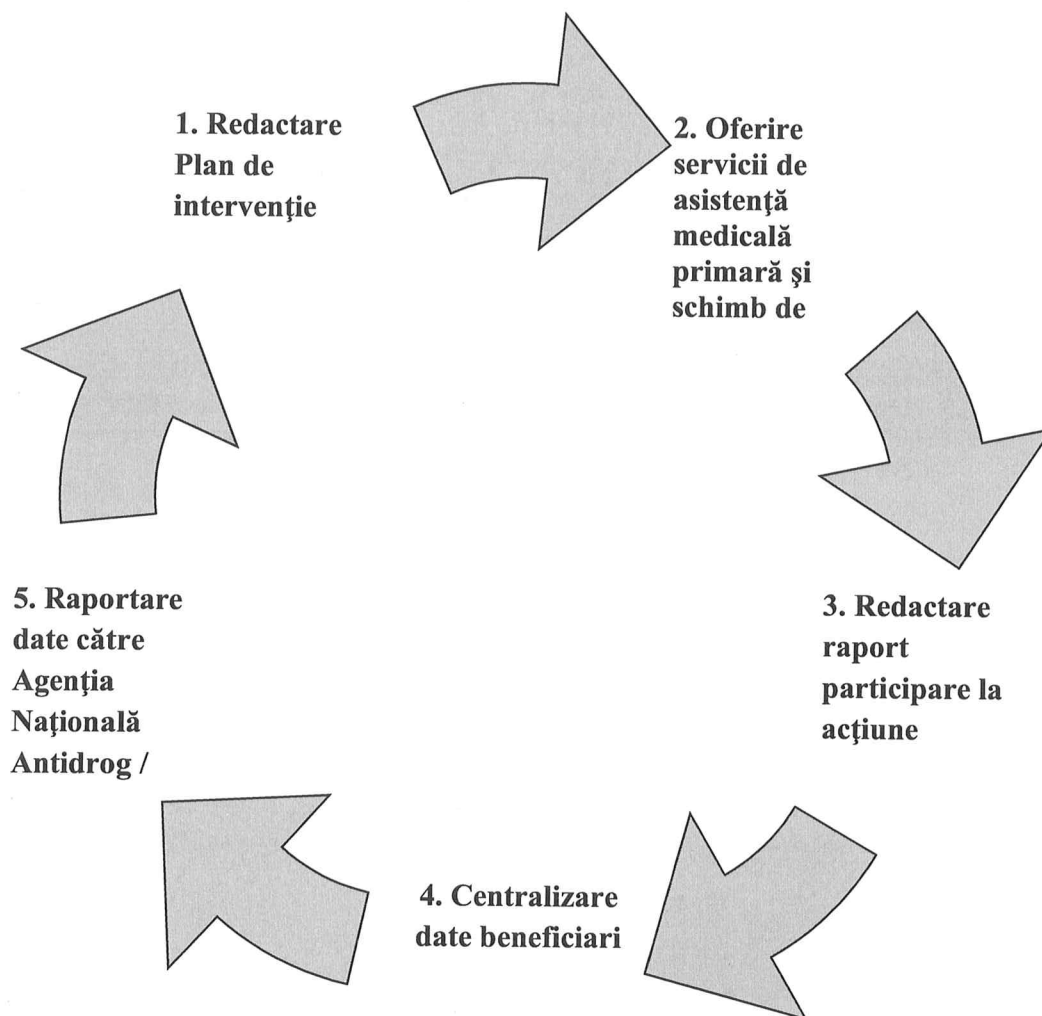 1. Redactare
Plan de
intervenţie
2. Oferire
servicii de
asistenţă
medicală
primară şi
schimb de
3. Redactare
raport
participare la
acţiune
4. Centralizare
date beneficiari
5. Raportare
date către
Agenţia
Naţională
Antidrog /